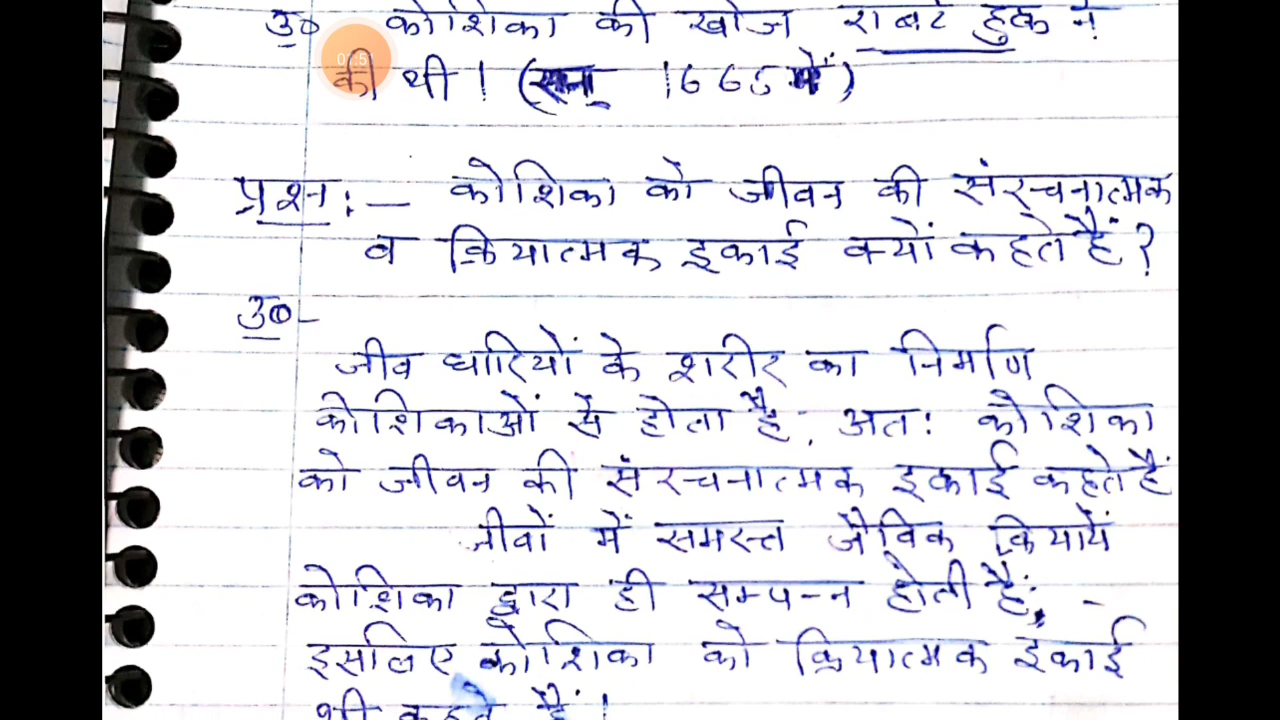 उ० कोशिका की खोज राबर्ट हुक ने
की थी। (सन् 1665 में)
प्रश्न:— कोशिका को जीवन की संरचनात्मक
व क्रियात्मक इकाई क्यों कहते हैं?
उ०—
जीव धारियों के शरीर का निर्माण
कोशिकाओं से होता है, अतः कोशिका
को जीवन की संरचनात्मक इकाई कहते हैं
जीवों में समस्त जैविक क्रियायें
कोशिका द्वारा ही सम्पन्न होती हैं; -
इसलिए कोशिका को क्रियात्मक इकाई
भी कहते हैं।